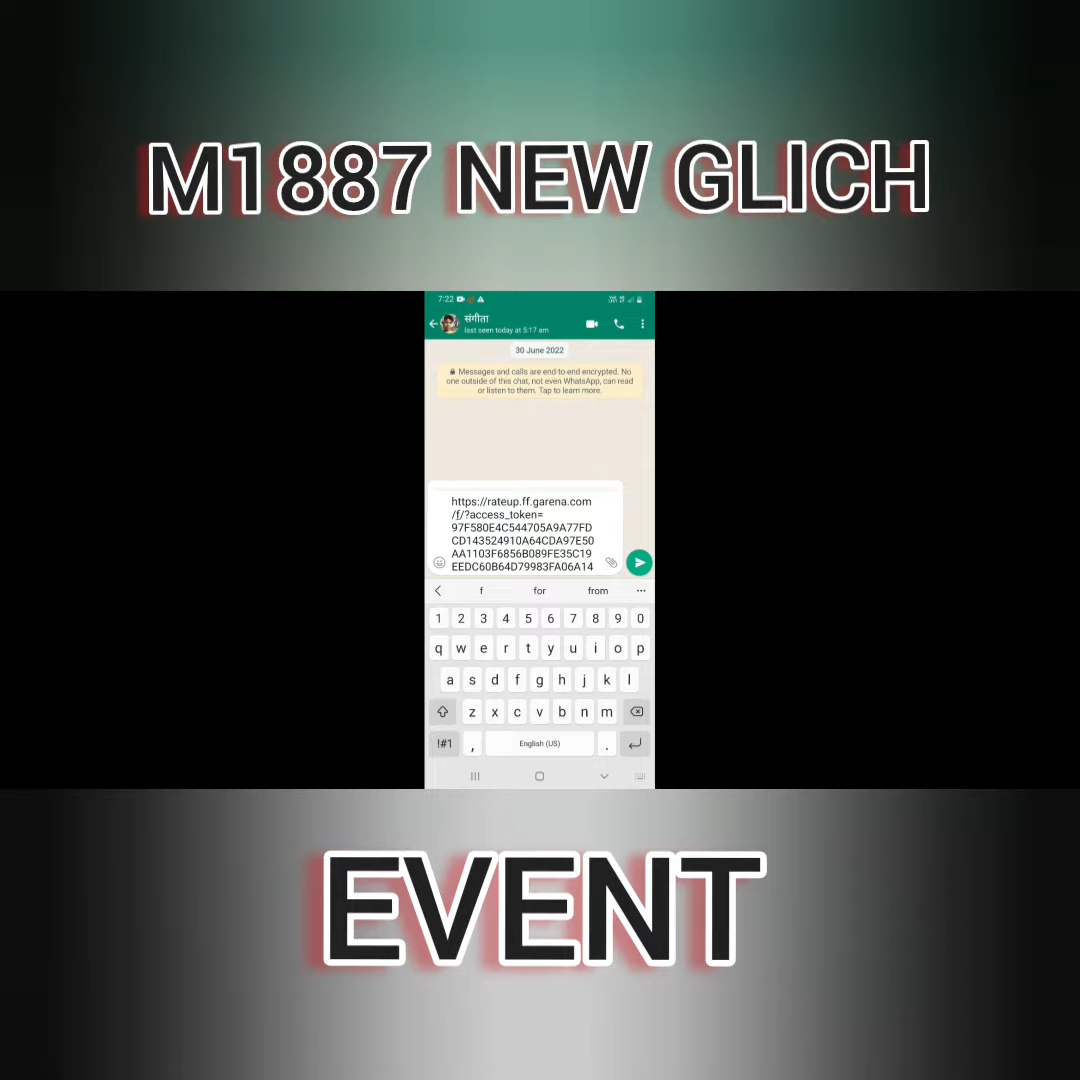 M1887 NEW GLICH
7:22
संगीता
last seen today at 5:17 am
30 June 2022
Messages and calls are end-to-end encrypted. No
one outside of this chat, not even WhatsApp, can read
or listen to them. Tap to learn more.
https://rateup.ff.garena.com
/f/?access_token=
97F580E4C544705A9A77FD
CD143524910A64CDA97E50
AA1103F6856B089FE35C19
EEDC60B64D79983FA06A14
f for from
1 2 3 4 5 6 7 8 9 0
q w e r t y u i o p
a s d f g h j k l
z x c v b n m
!#1 , English (US) .
EVENT